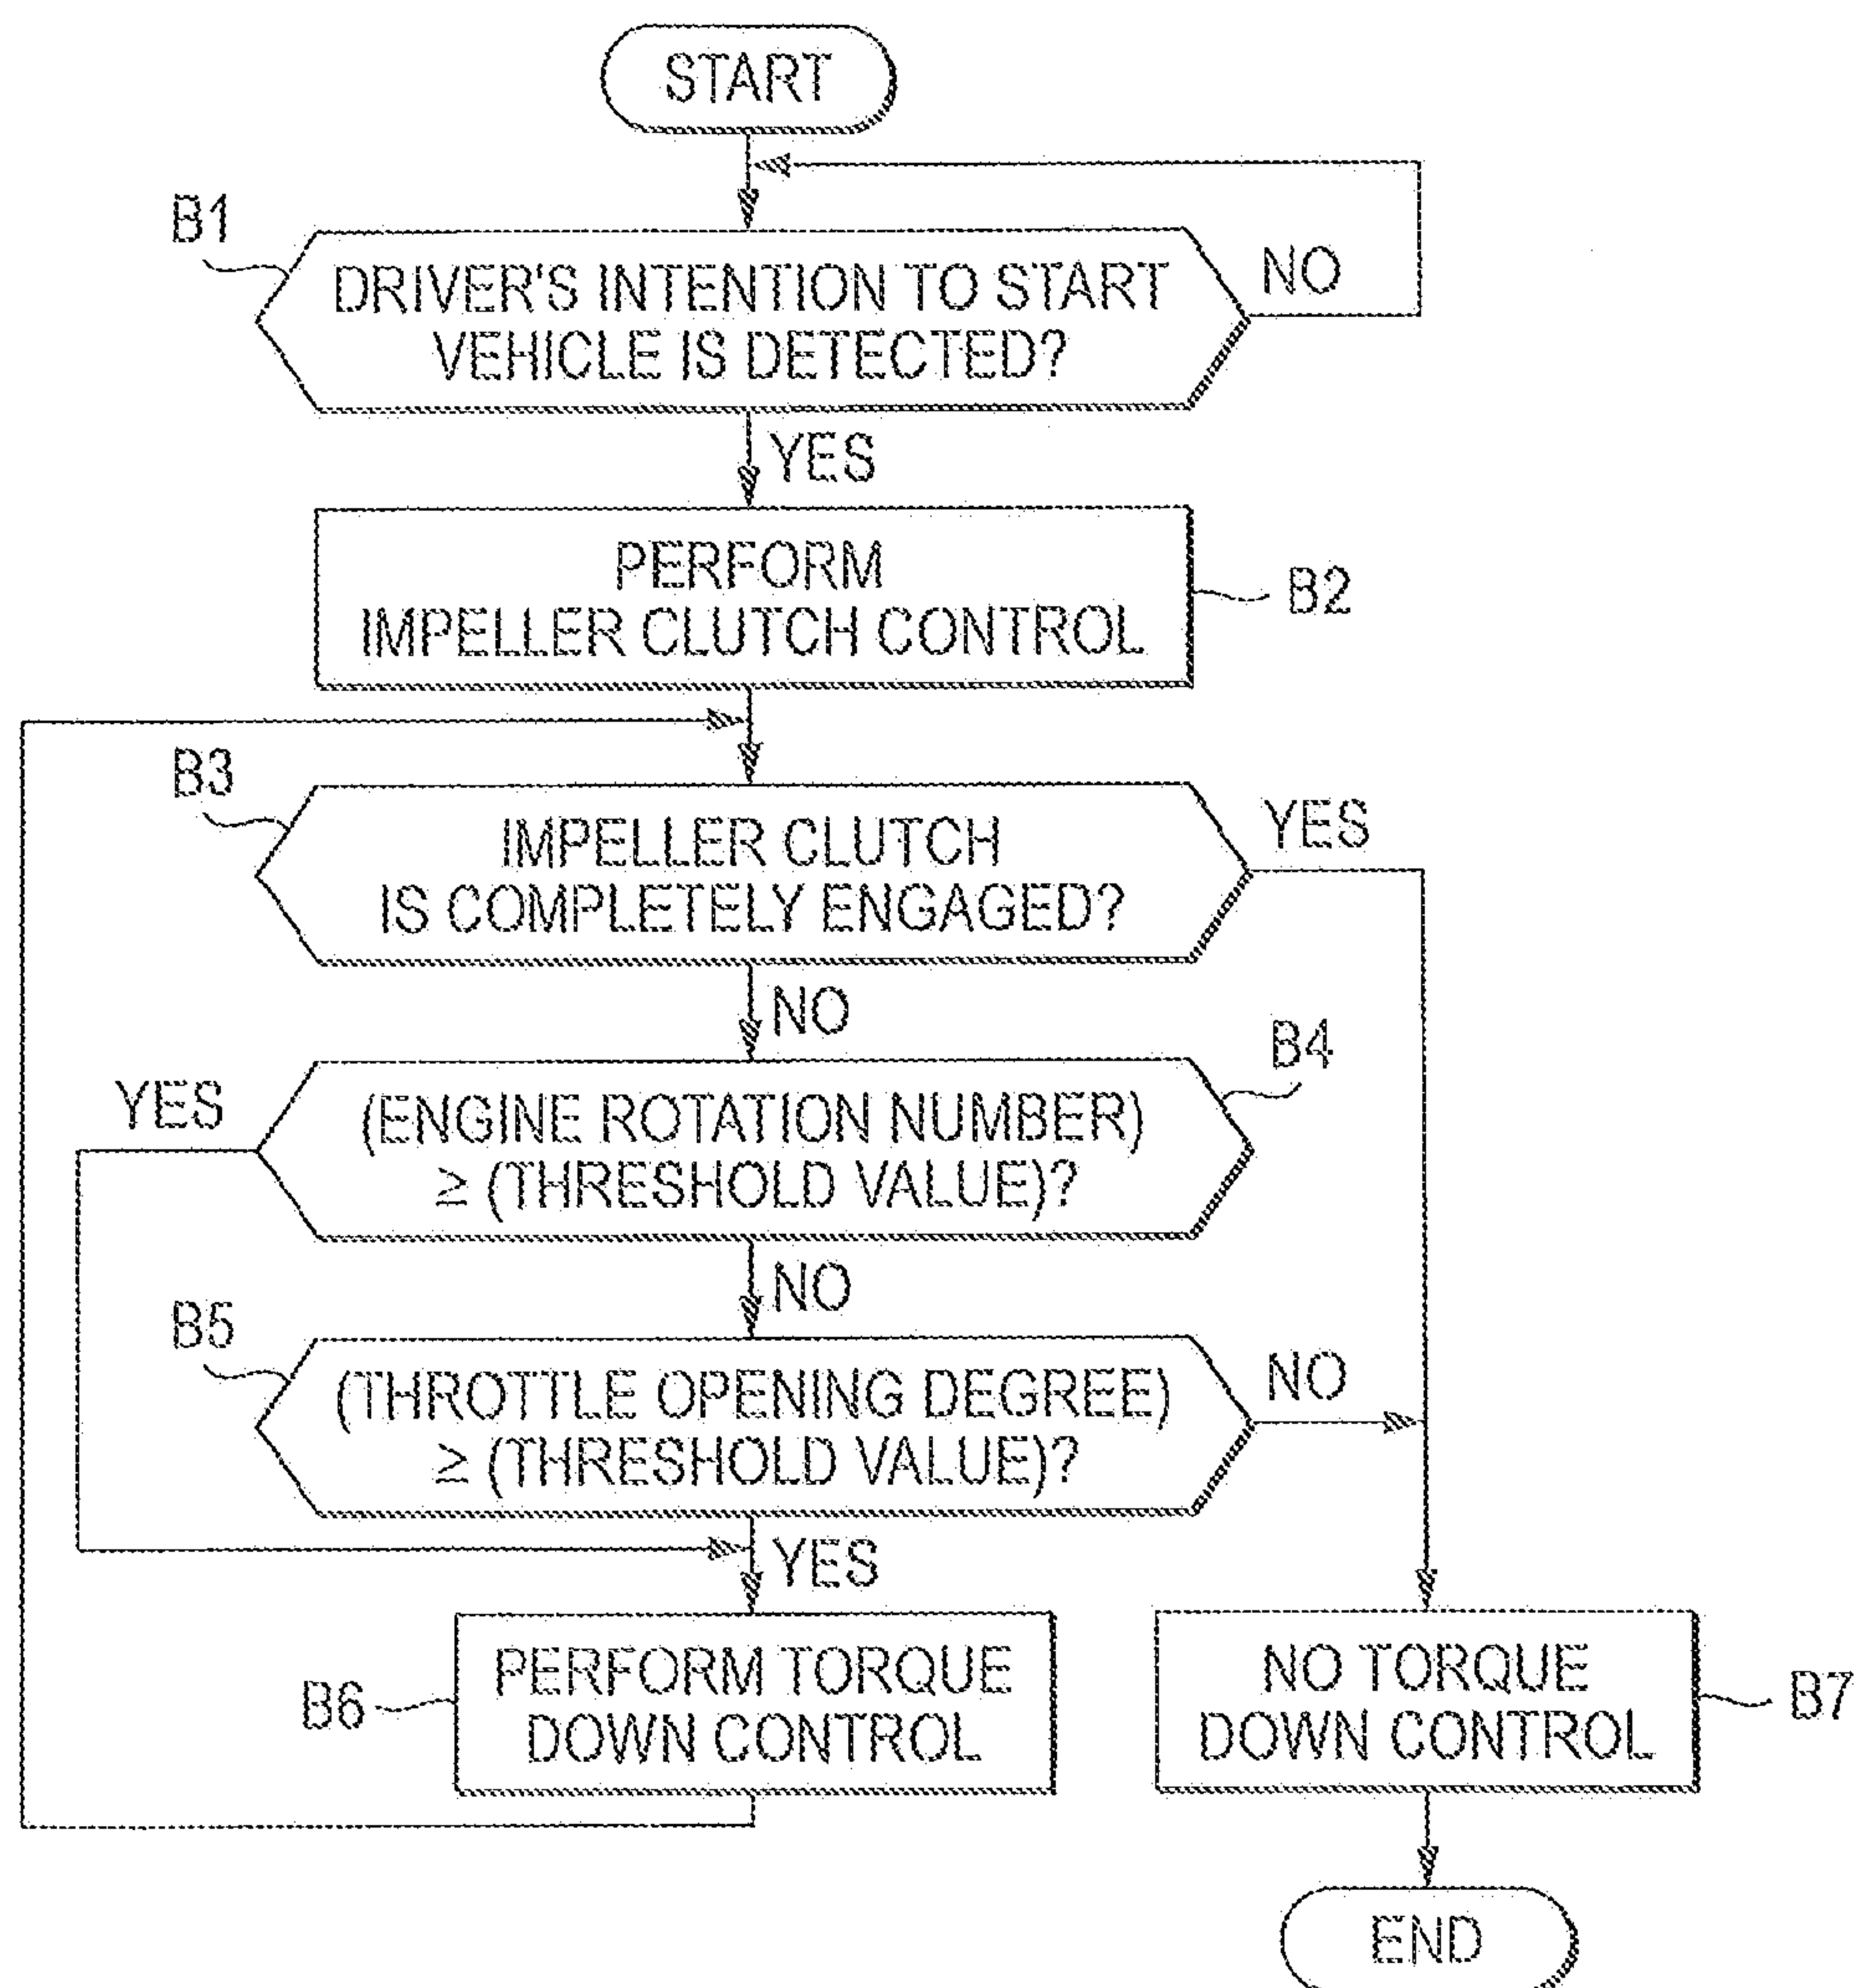 START
B1
DRIVER'S INTENTION TO START
VEHICLE IS DETECTED?
NO
YES
PERFORM
IMPELLER CLUTCH CONTROL
B2
B3
IMPELLER CLUTCH
IS COMPLETELY ENGAGED?
YES
NO
B4
YES
(ENGINE ROTATION NUMBER)
≥ (THRESHOLD VALUE)?
NO
B5
(THROTTLE OPENING DEGREE)
≥ (THRESHOLD VALUE)?
NO
YES
B6
PERFORM TORQUE
DOWN CONTROL
NO TORQUE
DOWN CONTROL
B7
END